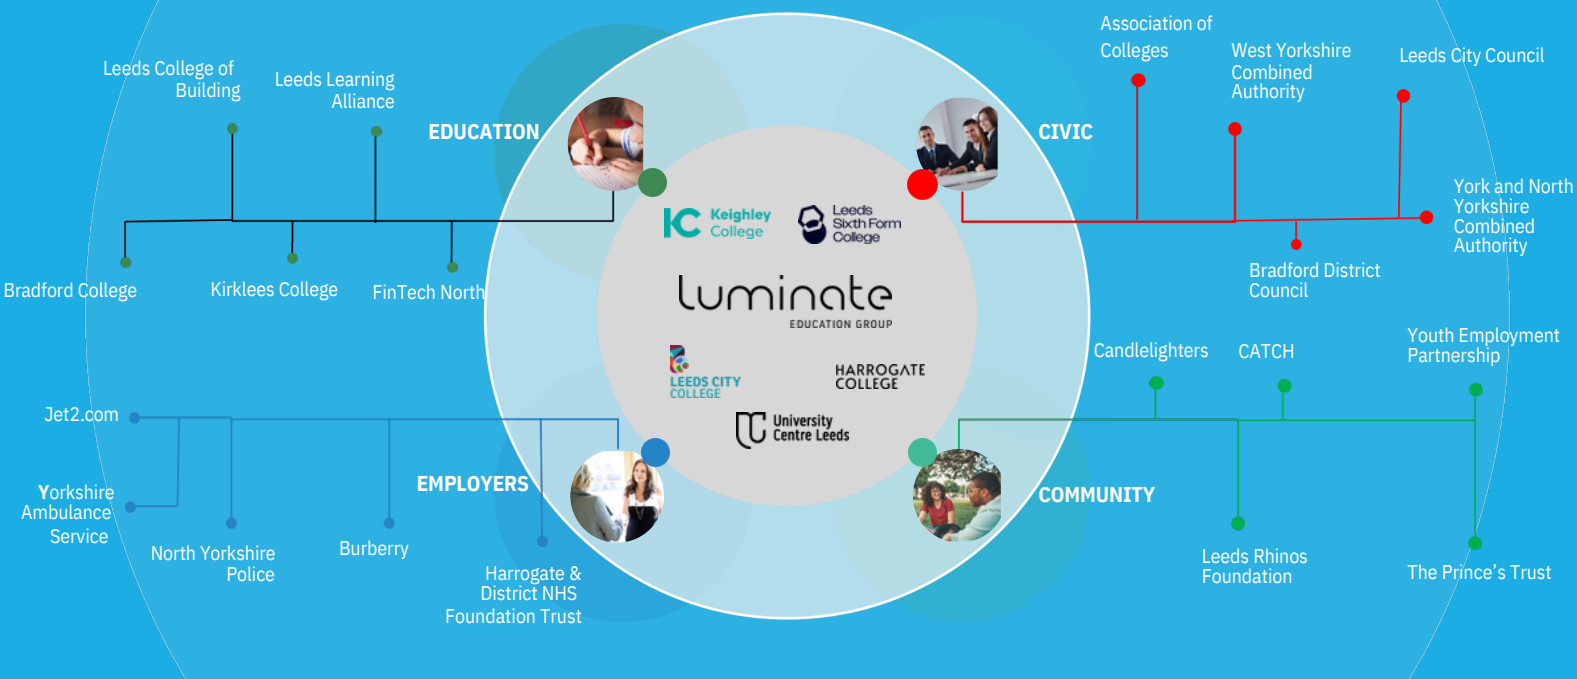 Leeds College of
Building
Leeds Learning
Alliance
EDUCATION
Bradford College
Kirklees College
FinTech North
Association of
Colleges
West Yorkshire
Combined
Authority
Leeds City Council
CIVIC
York and North
Yorkshire
Combined
Authority
Bradford District
Council
Keighley
College
Leeds
Sixth Form
College
luminate
EDUCATION GROUP
LEEDS CITY
COLLEGE
HARROGATE
COLLEGE
University
Centre Leeds
Jet2.com
Yorkshire
Ambulance
Service
North Yorkshire
Police
Burberry
EMPLOYERS
Harrogate &
District NHS
Foundation Trust
Candlelighters
CATCH
Youth Employment
Partnership
COMMUNITY
Leeds Rhinos
Foundation
The Prince’s Trust